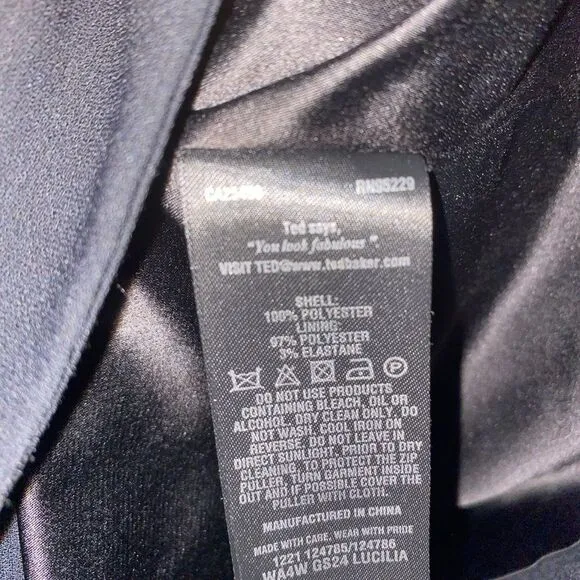 RN95229
Ted says,
"You look fabulous".
VISIT TED@www.tedbaker.com
SHELL:
100% POLYESTER
LINING:
97% POLYESTER
3% ELASTANE
P
DO NOT USE PRODUCTS
CONTAINING BLEACH, OIL OR
ALCOHOL. DRY CLEAN ONLY. DO
NOT WASH. COOL IRON ON
REVERSE. DO NOT LEAVE IN
DIRECT SUNLIGHT. PRIOR TO DRY
CLEANING, TO PROTECT THE ZIP
PULLER, TURN GARMENT INSIDE
OUT AND IF POSSIBLE COVER THE
PULLER WITH CLOTH.
MANUFACTURED IN CHINA
MADE WITH CARE, WEAR WITH PRIDE
1221 124785/124786
WA4W GS24 LUCILIA